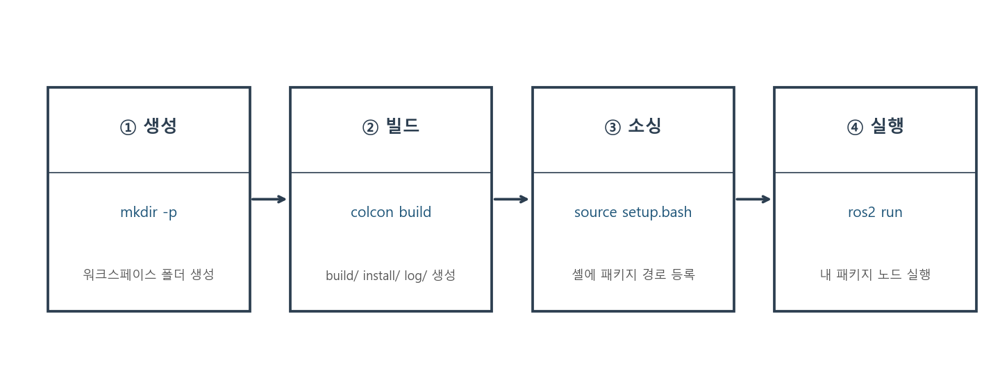 ① 생성
mkdir -p
워크스페이스 폴더 생성
② 빌드
colcon build
build/ install/ log/ 생성
③ 소싱
source setup.bash
셸에 패키지 경로 등록
④ 실행
ros2 run
내 패키지 노드 실행